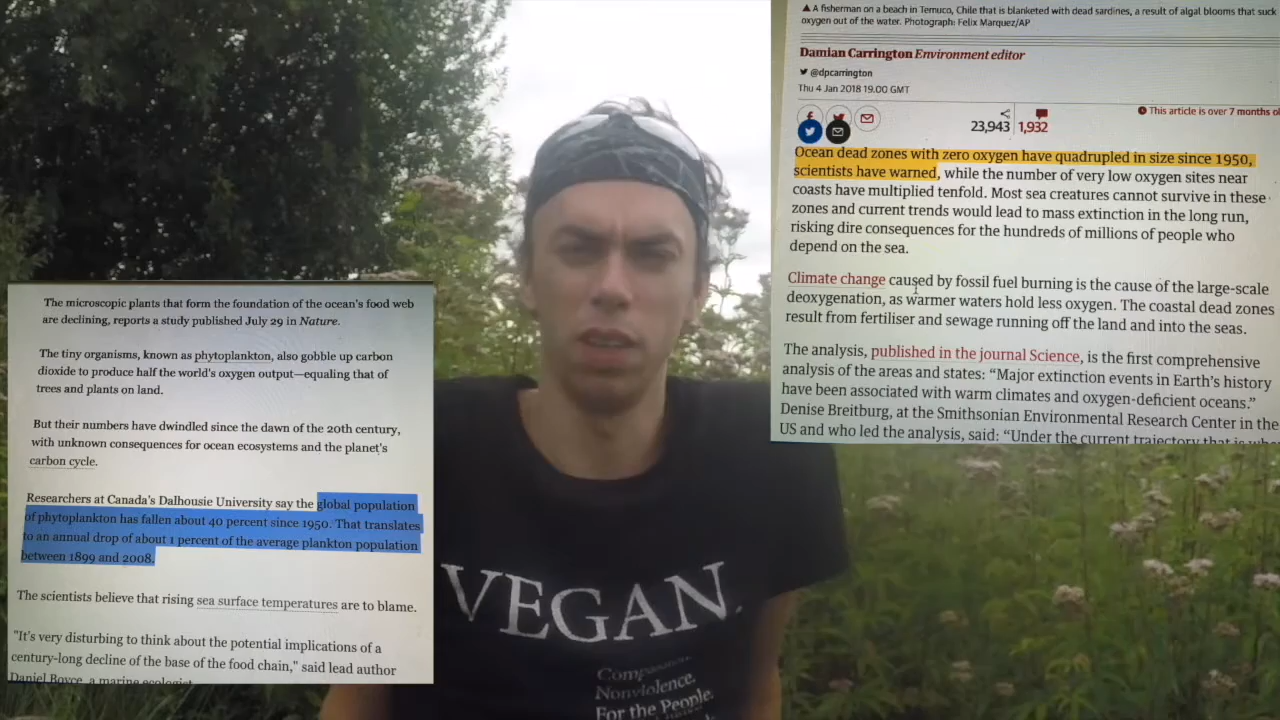 The microscopic plants that form the foundation of the ocean's food web
are declining, reports a study published July 29 in Nature.
The tiny organisms, known as phytoplankton, also gobble up carbon
dioxide to produce half the world's oxygen output—equaling that of
trees and plants on land.
But their numbers have dwindled since the dawn of the 20th century,
with unknown consequences for ocean ecosystems and the planet's
carbon cycle.
Researchers at Canada's Dalhousie University say the global population
of phytoplankton has fallen about 40 percent since 1950. That translates
to an annual drop of about 1 percent of the average plankton population
between 1899 and 2008.
The scientists believe that rising sea surface temperatures are to blame.
"It's very disturbing to think about the potential implications of a
century-long decline of the base of the food chain," said lead author
Daniel Boyce, a marine ecologist
VEGAN.
Compassion.
Nonviolence.
For the People.
A fisherman on a beach in Temuco, Chile that is blanketed with dead sardines, a result of algal blooms that suck
oxygen out of the water. Photograph: Felix Marquez/AP
Damian Carrington Environment editor
@dpcarrington
Thu 4 Jan 2018 19.00 GMT
23,943 1,932
This article is over 7 months ol
Ocean dead zones with zero oxygen have quadrupled in size since 1950,
scientists have warned, while the number of very low oxygen sites near
coasts have multiplied tenfold. Most sea creatures cannot survive in these
zones and current trends would lead to mass extinction in the long run,
risking dire consequences for the hundreds of millions of people who
depend on the sea.
Climate change caused by fossil fuel burning is the cause of the large-scale
deoxygenation, as warmer waters hold less oxygen. The coastal dead zones
result from fertiliser and sewage running off the land and into the seas.
The analysis, published in the journal Science, is the first comprehensive
analysis of the areas and states: “Major extinction events in Earth's history
have been associated with warm climates and oxygen-deficient oceans.”
Denise Breitburg, at the Smithsonian Environmental Research Center in the
US and who led the analysis, said: “Under the current trajectory that is